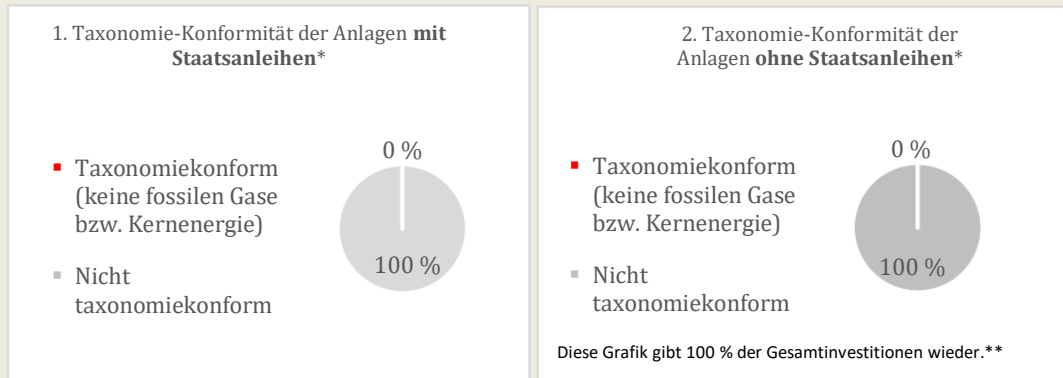 1. Taxonomie-Konformität der Anlagen mit
Staatsanleihen*
Taxonomiekonform
(keine fossilen Gase
bzw. Kernenergie)
Nicht
taxonomiekonform
0 %
100 %
2. Taxonomie-Konformität der
Anlagen ohne Staatsanleihen*
Taxonomiekonform
(keine fossilen Gase
bzw. Kernenergie)
Nicht
taxonomiekonform
0 %
100 %
Diese Grafik gibt 100 % der Gesamtinvestitionen wieder.**